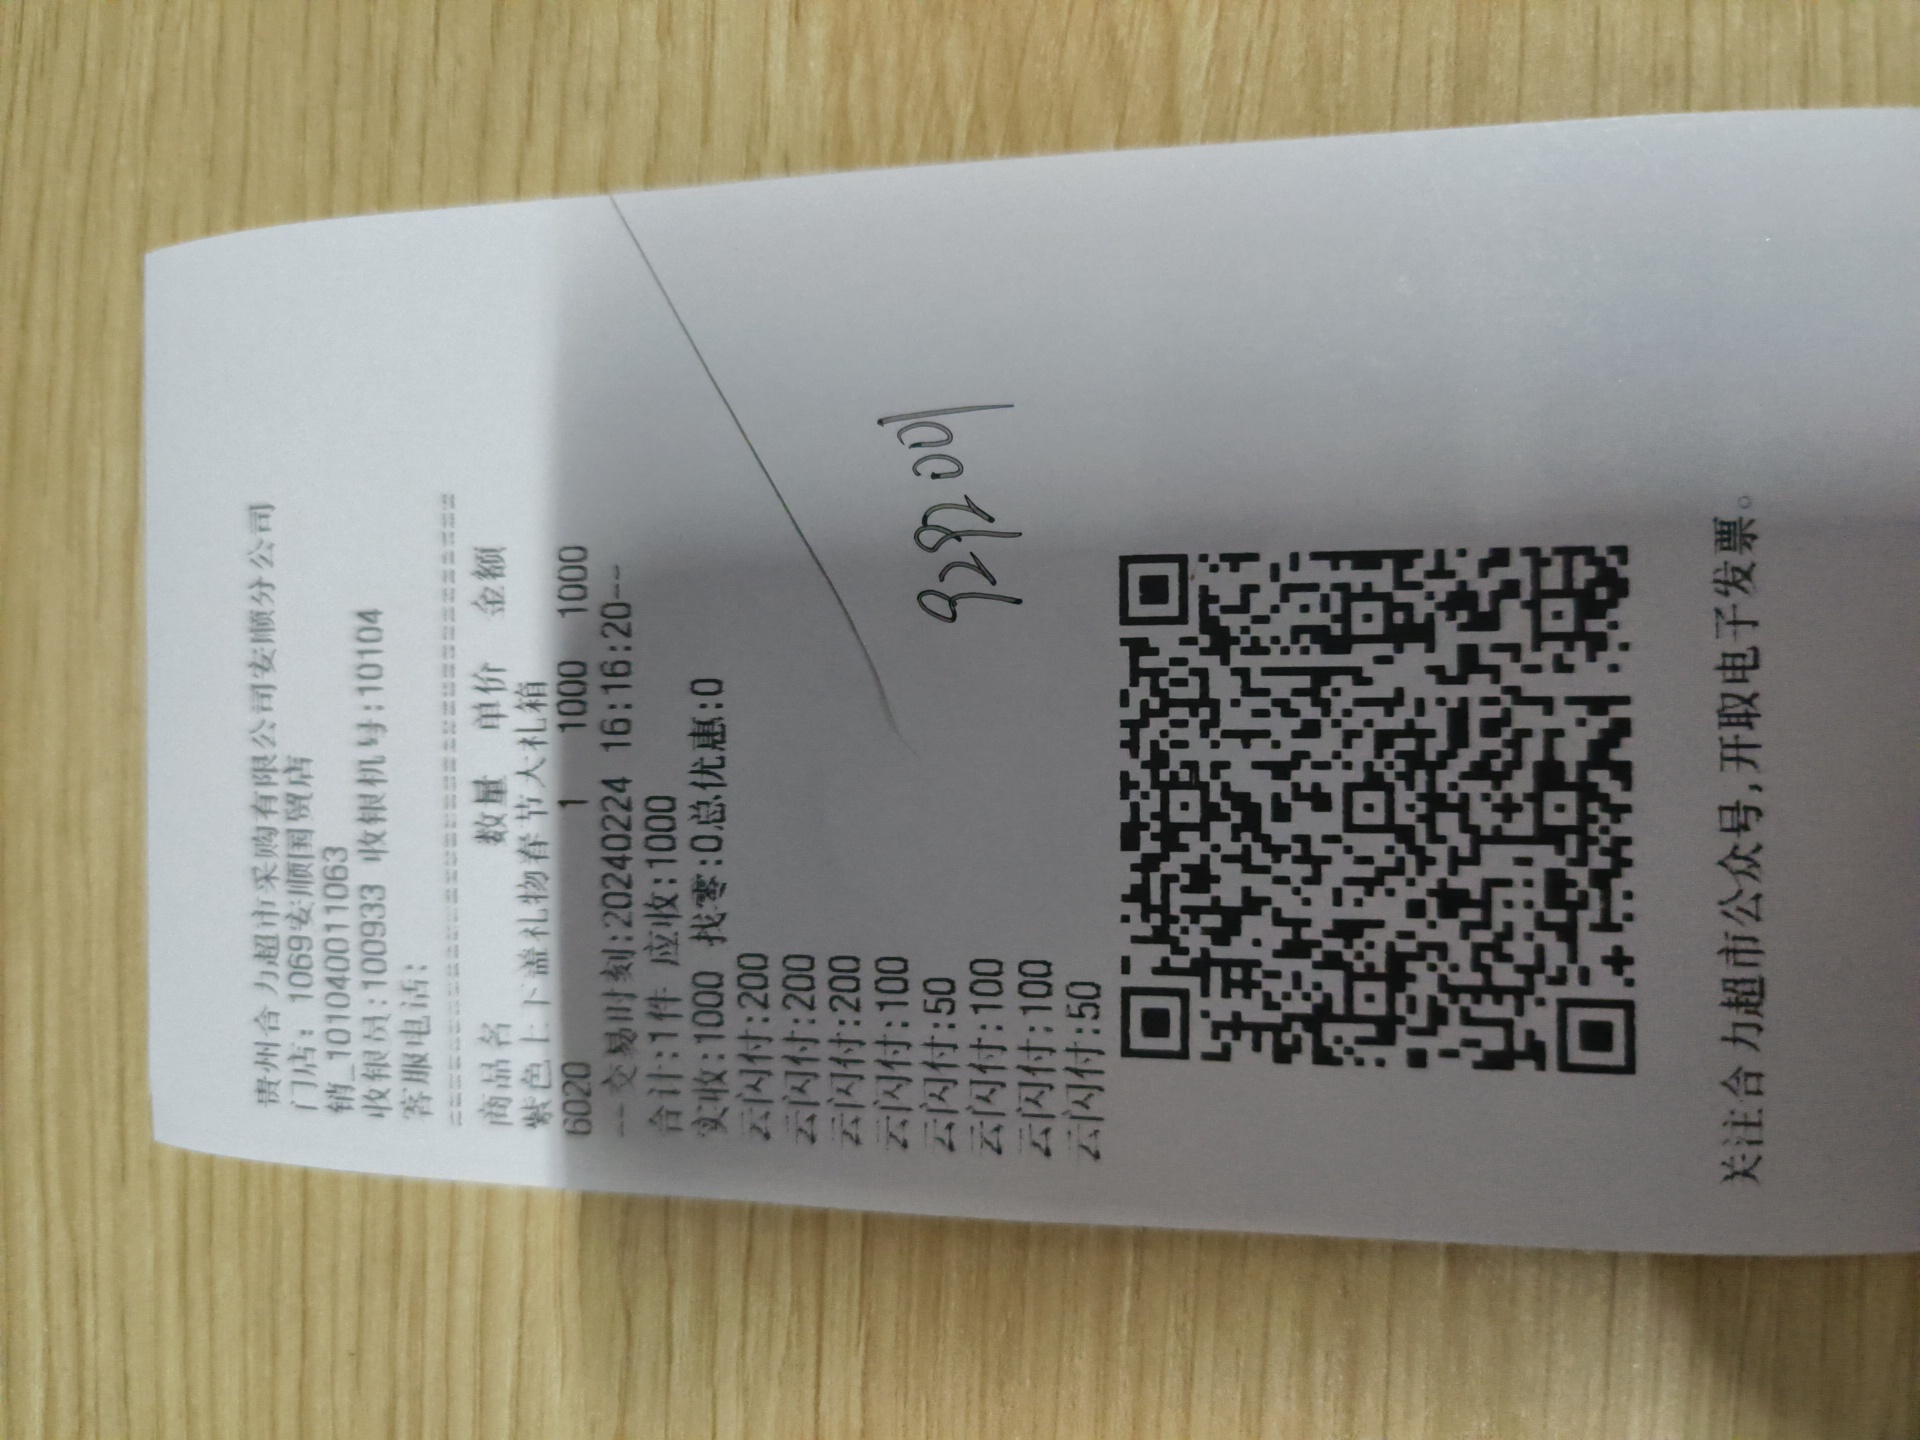 贵州合力超市采购有限公司安顺分公司
门店: 1069安顺国贸店
销_1010400110​63
收银员:100933 收银机号:10104
客服电话:
商品名 数量 单价 金额
紫色上下盖礼物春节大礼箱
6020 1 1000 1000
--交易时刻:20240224 16:16:20--
合计:1件 应收:1000
实收:1000 找零:0总优惠:0
云闪付:200
云闪付:200
云闪付:200
云闪付:100
云闪付:50
云闪付:100
云闪付:100
云闪付:50
关注合力超市公众号,开取电子发票。